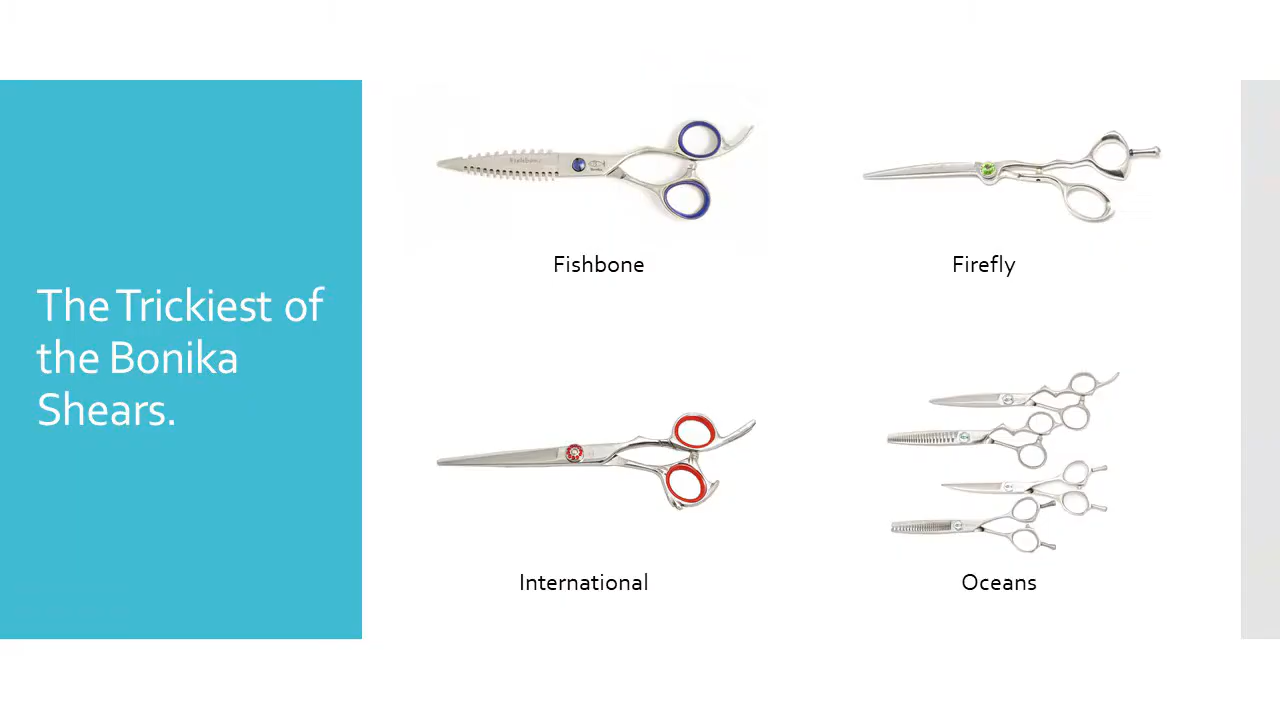 The Trickiest of
the Bonika
Shears.
Fishbone
Firefly
International
Oceans